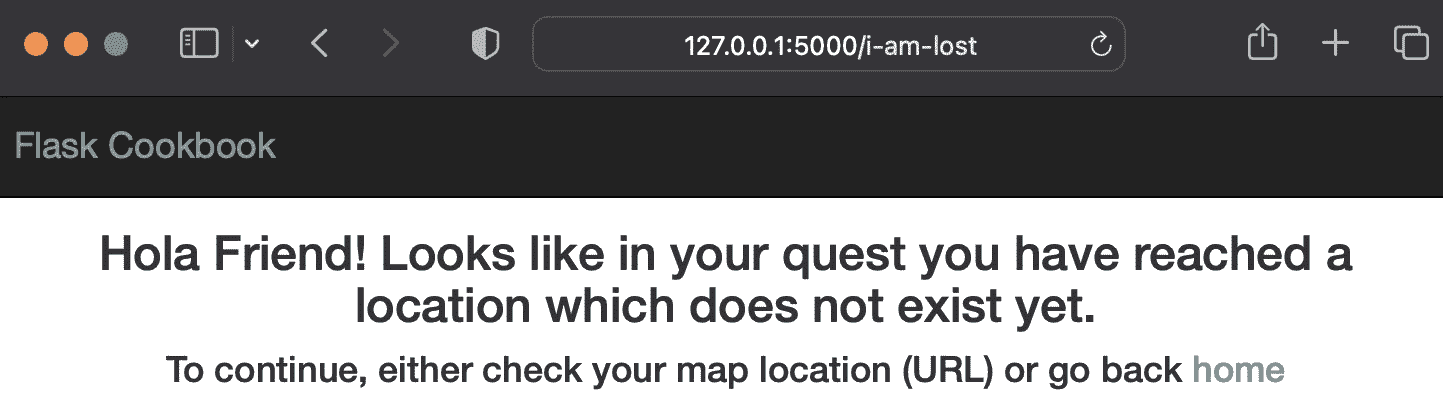 127.0.0.1:5000/i-am-lost
Flask Cookbook
Hola Friend! Looks like in your quest you have reached a
location which does not exist yet.
To continue, either check your map location (URL) or go back home